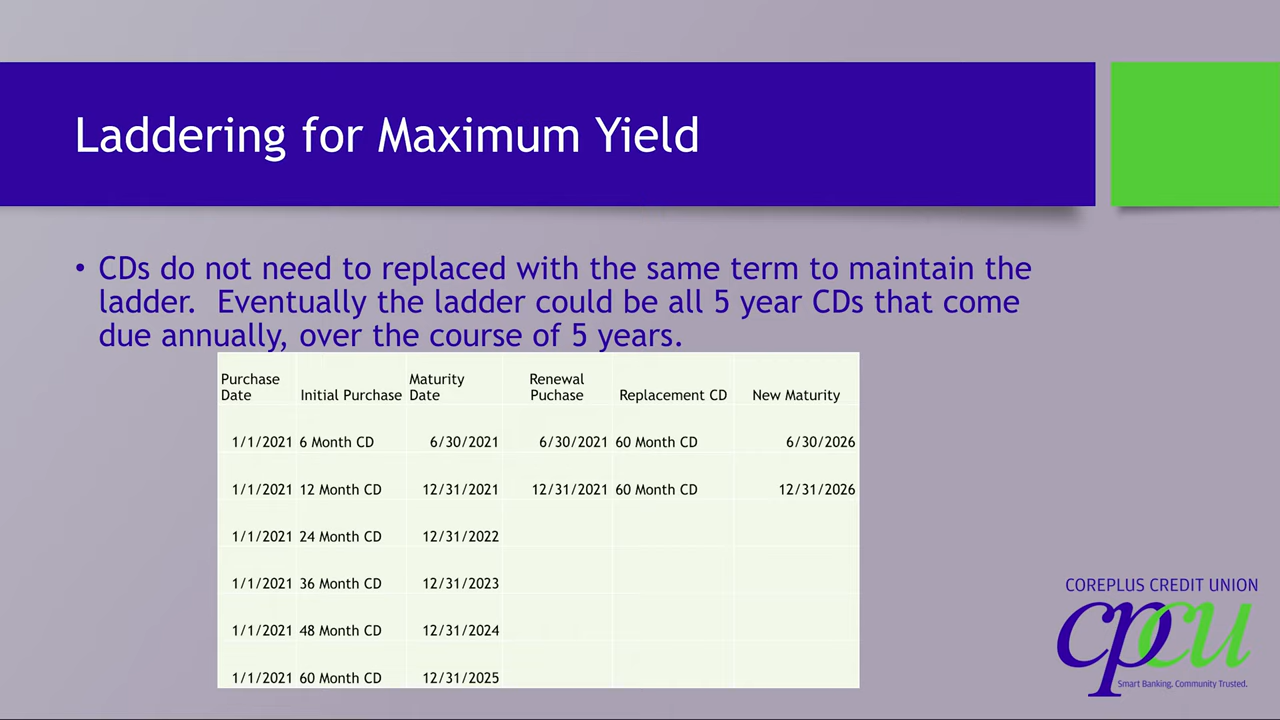 Laddering for Maximum Yield
• CDs do not need to replaced with the same term to maintain the
ladder.  Eventually the ladder could be all 5 year CDs that come
due annually, over the course of 5 years.
Purchase Date Initial Purchase Maturity Date Renewal Puchase Replacement CD New Maturity
1/1/2021 6 Month CD 6/30/2021 6/30/2021 60 Month CD 6/30/2026
1/1/2021 12 Month CD 12/31/2021 12/31/2021 60 Month CD 12/31/2026
1/1/2021 24 Month CD 12/31/2022
1/1/2021 36 Month CD 12/31/2023
1/1/2021 48 Month CD 12/31/2024
1/1/2021 60 Month CD 12/31/2025
COREPLUS CREDIT UNION
cpcu
Smart Banking. Community Trusted.